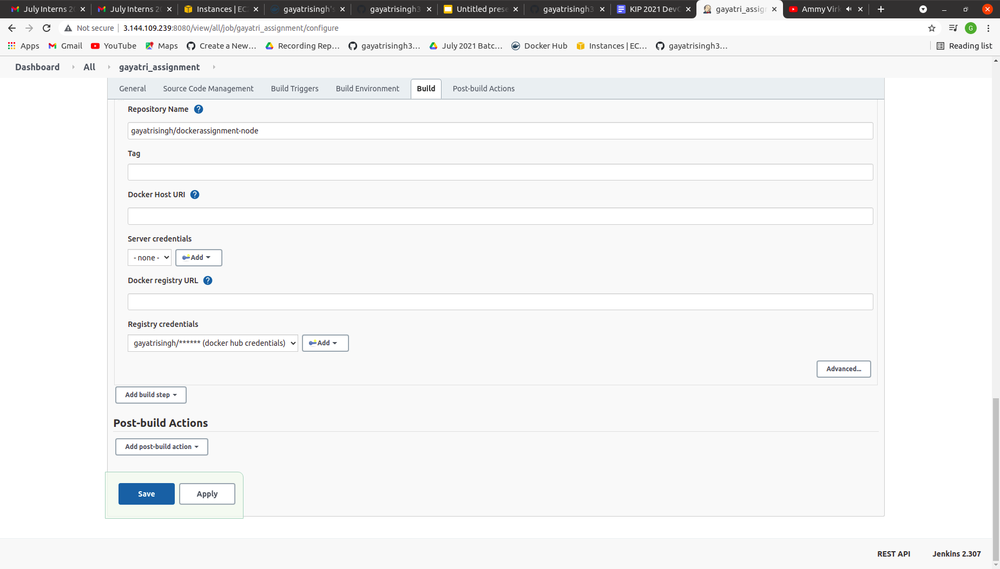 July Interns 20
July Interns 20
Instances | EC
gayatrisingh's
gayatrisingh3
Untitled prese
gayatrisingh3
KIP 2021 DevO
gayatri_assign
Ammy Virk
Not secure
3.144.109.239:8080/view/all/job/gayatri_assignment/configure
G
Apps
Gmail
YouTube
Maps
Create a New...
Recording Rep...
gayatrisingh3...
July 2021 Batc...
Docker Hub
Instances | EC...
gayatrisingh3...
Reading list
Dashboard
All
gayatri_assignment
General
Source Code Management
Build Triggers
Build Environment
Build
Post-build Actions
Repository Name ?
gayatrisingh/dockerassignment-node
Tag
Docker Host URI ?
Server credentials
- none -
Add
Docker registry URL ?
Registry credentials
gayatrisingh/****** (docker hub credentials)
Add
Advanced...
Add build step
Post-build Actions
Add post-build action
Save
Apply
REST API
Jenkins 2.307